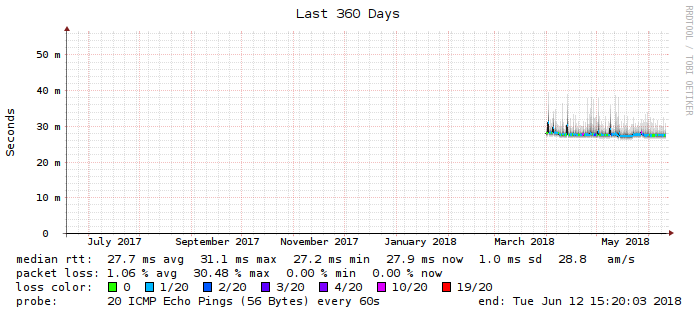 Last 360 Days
RRDTOOL / TOBI OETIKER
Seconds
50 m
40 m
30 m
20 m
10 m
0
July 2017 September 2017 November 2017 January 2018 March 2018 May 2018
median rtt: 27.7 ms avg 31.1 ms max 27.2 ms min 27.9 ms now 1.0 ms sd 28.8 am/s
packet loss: 1.06 % avg 30.48 % max 0.00 % min 0.00 % now
loss color: 0 1/20 2/20 3/20 4/20 10/20 19/20
probe: 20 ICMP Echo Pings (56 Bytes) every 60s end: Tue Jun 12 15:20:03 2018